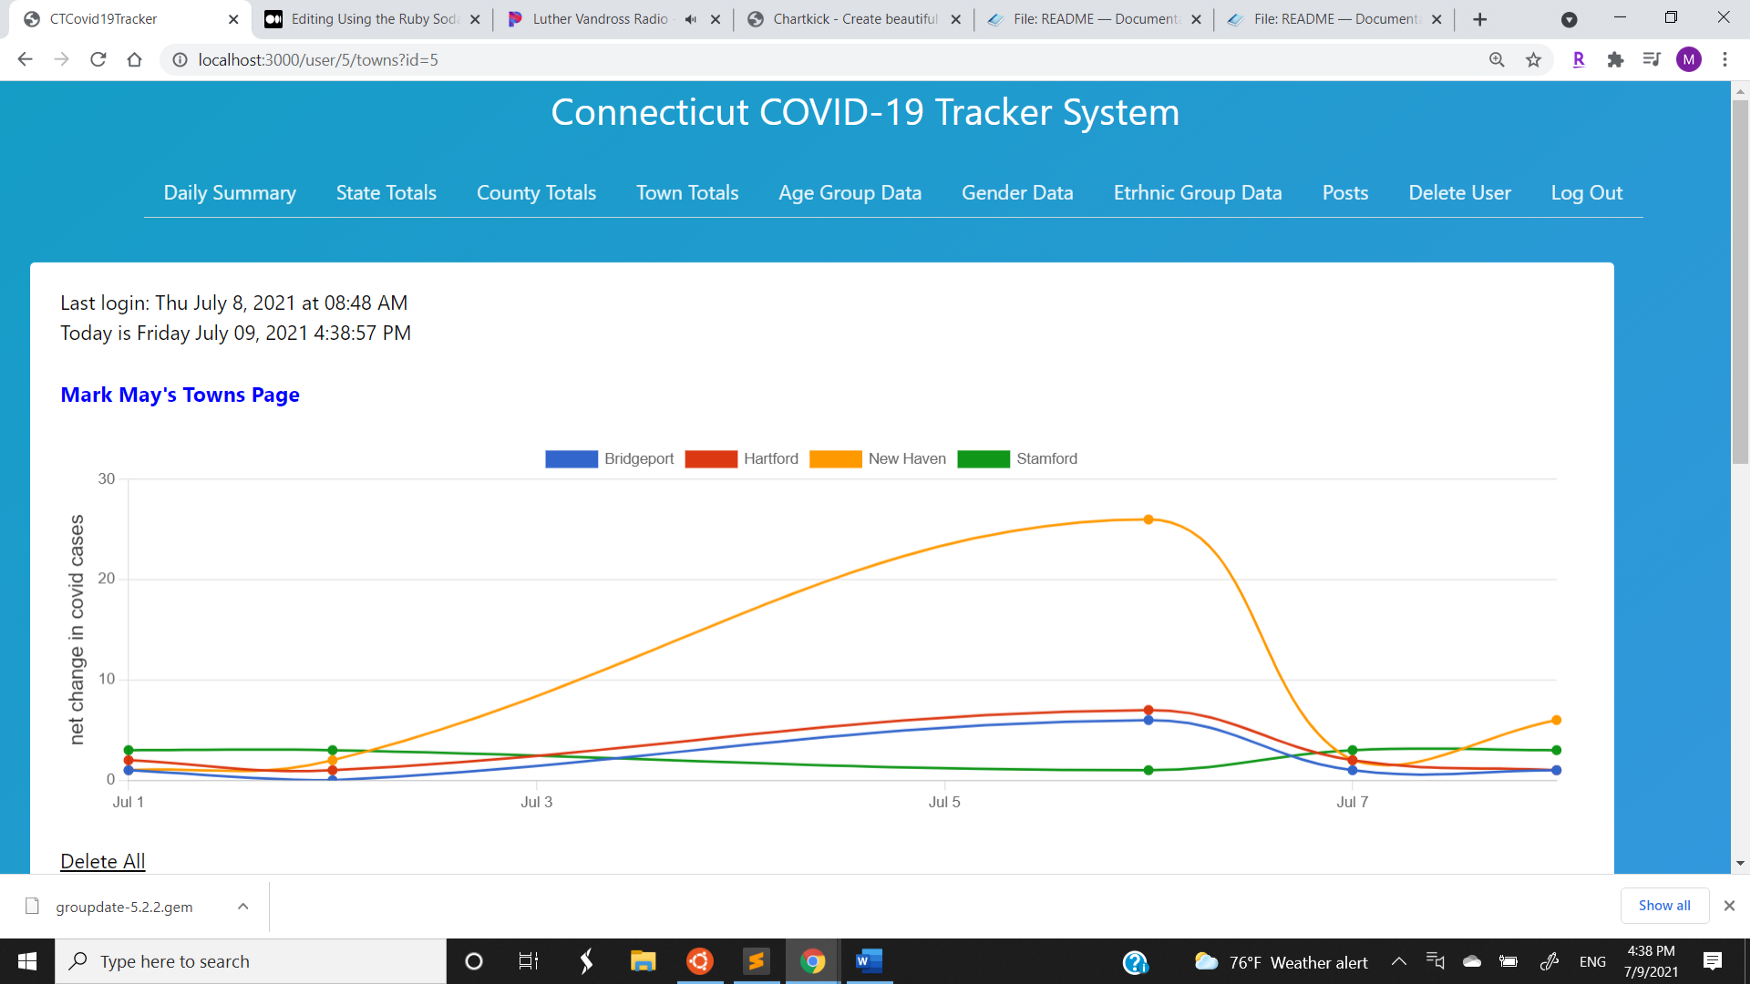 CTCovid19Tracker
Editing Using the Ruby Soda
Luther Vandross Radio -
Chartkick - Create beautiful
File: README — Documenta
File: README — Documenta
localhost:3000/user/5/towns?id=5
R
M
Connecticut COVID-19 Tracker System
Daily Summary State Totals County Totals Town Totals Age Group Data Gender Data Etrhnic Group Data Posts Delete User Log Out
Last login: Thu July 8, 2021 at 08:48 AM
Today is Friday July 09, 2021 4:38:57 PM
Mark May's Towns Page
Bridgeport Hartford New Haven Stamford
net change in covid cases
30
20
10
0
Jul 1 Jul 3 Jul 5 Jul 7
Delete All
groupdate-5.2.2.gem
Show all
Type here to search
W
76°F Weather alert
ENG
4:38 PM
7/9/2021